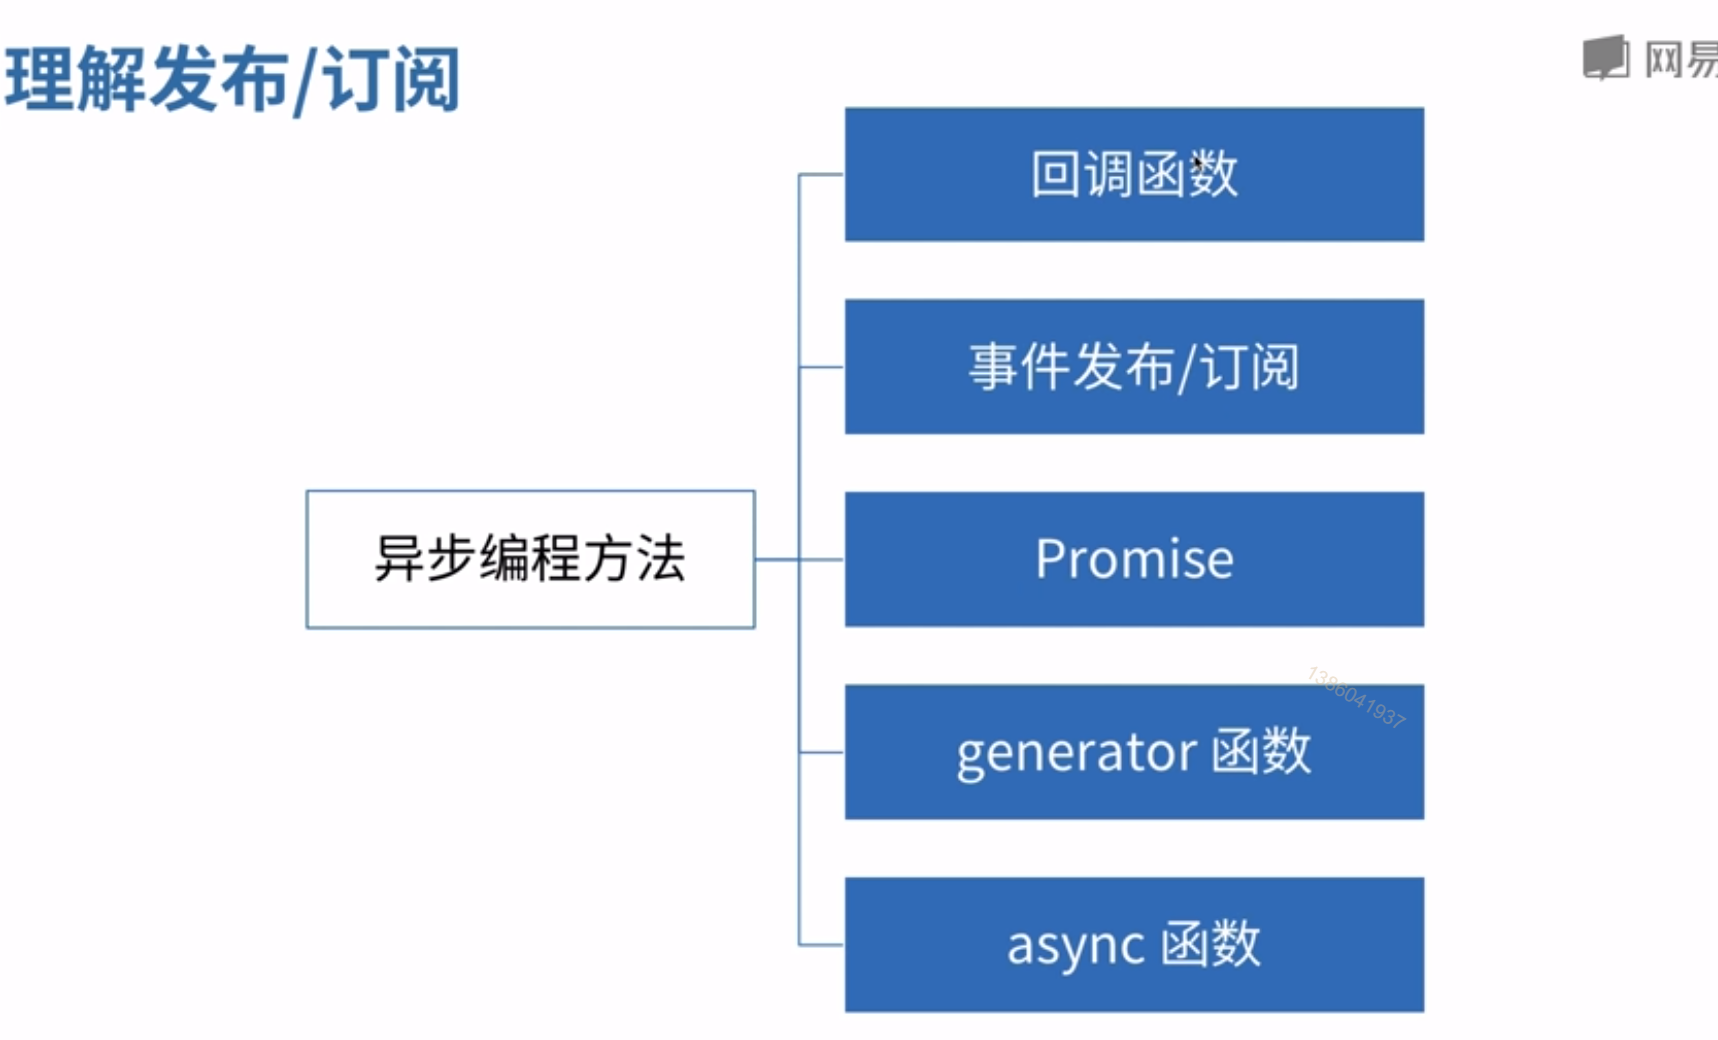 理解发布/订阅
网易
回调函数
事件发布/订阅
异步编程方法
Promise
1386041937
generator 函数
async 函数